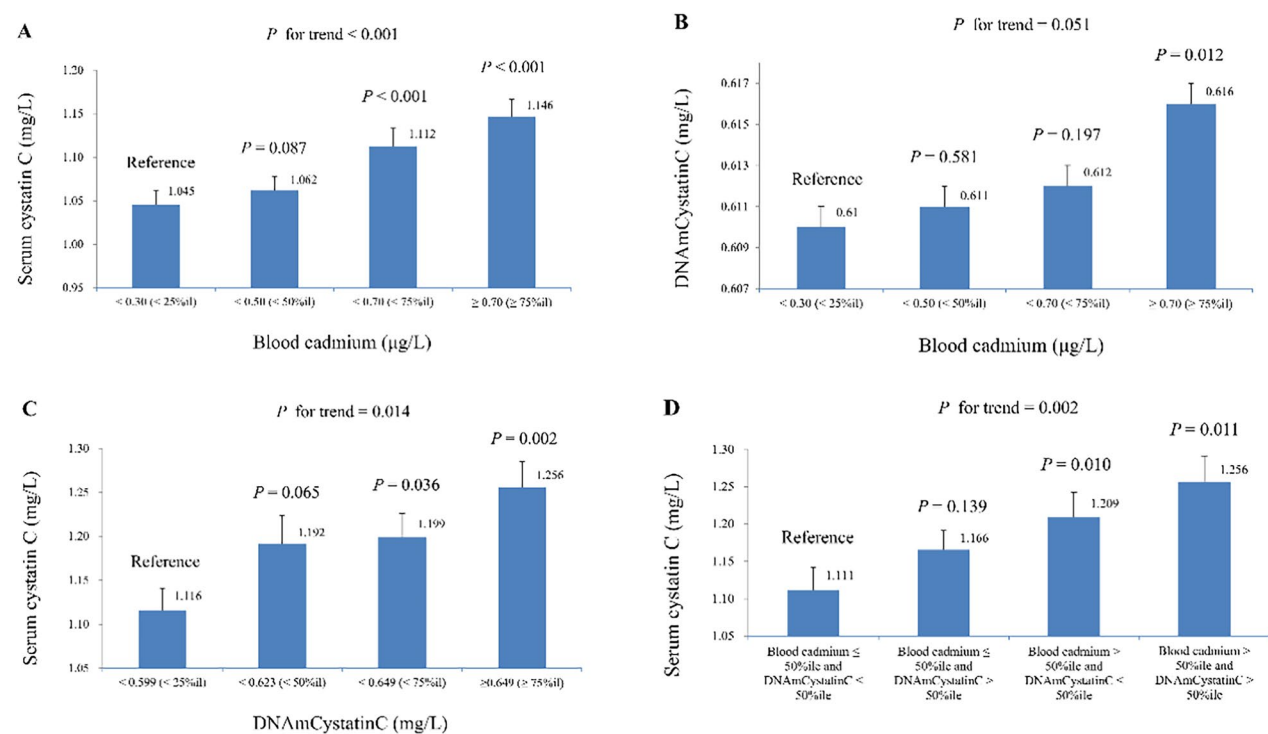 A
P for trend < 0.001
Serum cystatin C (mg/L)
1.20
1.15
1.10
1.05
1.00
0.95
Reference
1.045
P = 0.087
1.062
P < 0.001
1.112
P < 0.001
1.146
< 0.30 (< 25%il)
< 0.50 (< 50%il)
< 0.70 (< 75%il)
≥ 0.70 (≥ 75%il)
Blood cadmium (μg/L)
B
P for trend = 0.051
DNAmCystatinC (mg/L)
0.617
0.615
0.613
0.611
0.609
0.607
Reference
0.61
P = 0.581
0.611
P = 0.197
0.612
P = 0.012
0.616
< 0.30 (< 25%il)
< 0.50 (< 50%il)
< 0.70 (< 75%il)
≥ 0.70 (≥ 75%il)
Blood cadmium (μg/L)
C
P for trend = 0.014
Serum cystatin C (mg/L)
1.30
1.25
1.20
1.15
1.10
1.05
Reference
1.116
P = 0.065
1.192
P = 0.036
1.199
P = 0.002
1.256
< 0.599 (< 25%il)
< 0.623 (< 50%il)
< 0.649 (< 75%il)
≥0.649 (≥ 75%il)
DNAmCystatinC (mg/L)
D
P for trend = 0.002
Serum cystatin C (mg/L)
1.30
1.25
1.20
1.15
1.10
1.05
Reference
1.111
P = 0.139
1.166
P = 0.010
1.209
P = 0.011
1.256
Blood cadmium ≤
50%ile and
DNAmCystatinC <
50%ile
Blood cadmium ≤
50%ile and
DNAmCystatinC >
50%ile
Blood cadmium >
50%ile and
DNAmCystatinC <
50%ile
Blood cadmium >
50%ile and
DNAmCystatinC >
50%ile